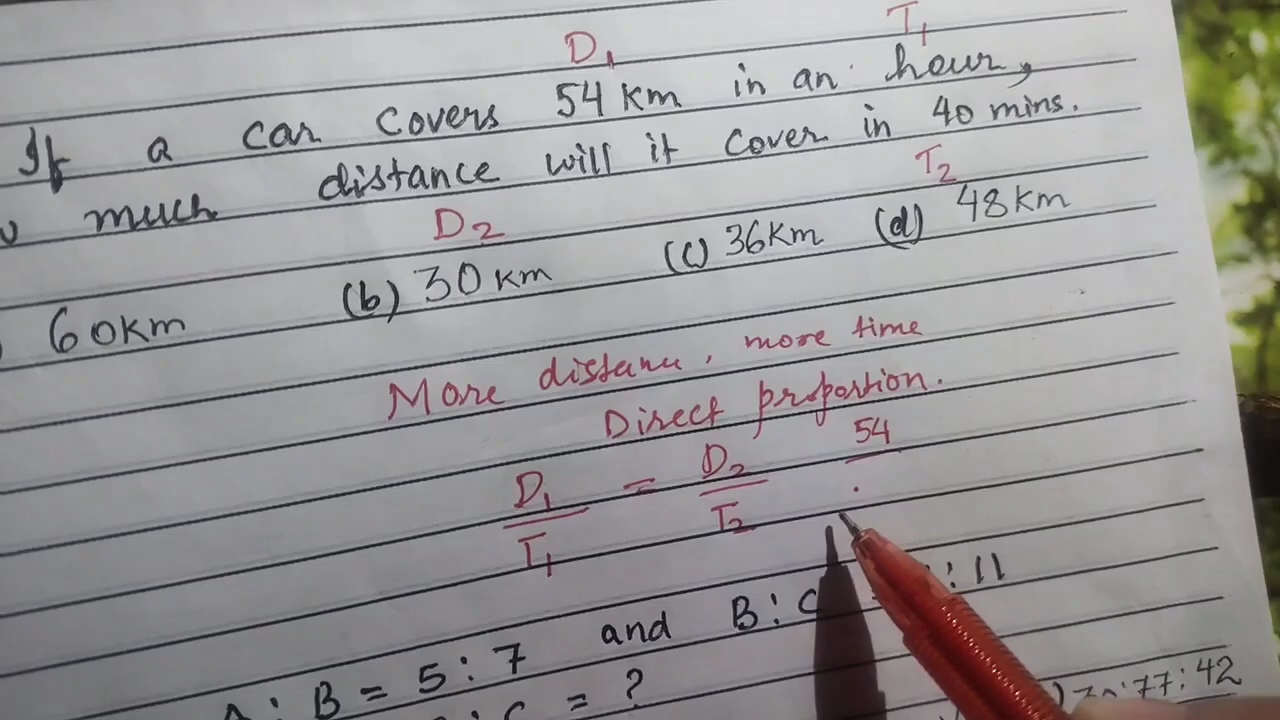 D1 T1
If a car covers 54 km in an hour,
much distance will it cover in 40 mins.
D2 T2
60km (b) 30 km (c) 36km (d) 48km
More distanu, more time
Direct proportion.
D1/T1 = D2/T2 54
A : B = 5 : 7 and B : C : 11
: C = ?
77 : 42